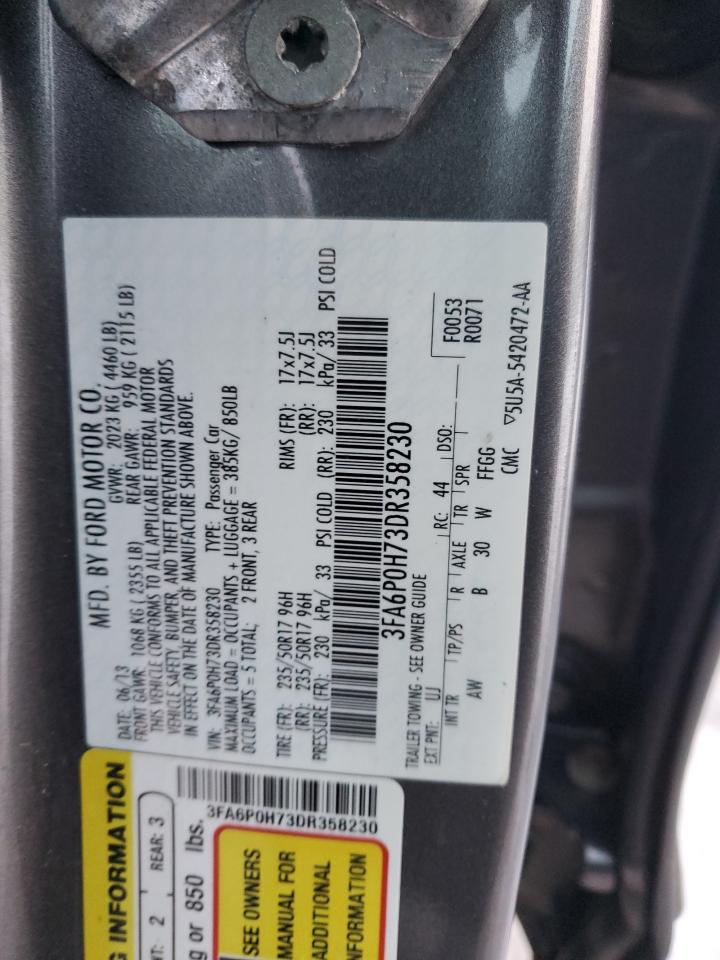 MFD. BY FORD MOTOR CO.
DATE: 06/13 GVWR: 2023 KG ( 4460 LB)
FRONT GAWR: 1068 KG ( 2355 LB) REAR GAWR: 959 KG ( 2115 LB)
THIS VEHICLE CONFORMS TO ALL APPLICABLE FEDERAL MOTOR
VEHICLE SAFETY, BUMPER, AND THEFT PREVENTION STANDARDS
IN EFFECT ON THE DATE OF MANUFACTURE SHOWN ABOVE.
VIN: 3FA6P0H73DR358230 TYPE: Passenger Car
MAXIMUM LOAD = OCCUPANTS + LUGGAGE = 385KG/ 850LB
OCCUPANTS = 5 TOTAL; 2 FRONT, 3 REAR
TIRE (FR): 235/50R17 96H RIMS (FR): 17x7.5J
(RR): 235/50R17 96H (RR): 17x7.5J
PRESSURE (FR): 230 kPa/ 33 PSI COLD (RR): 230 kPa/ 33 PSI COLD
3FA6P0H73DR358230
TRAILER TOWING - SEE OWNER GUIDE
EXT PNT: UJ RC: 44 DSO: F0053
R0071
INT TR TP/PS R AXLE TR SPR
AW B 30 W FFGG
CMC ▽5U5A-5420472-AA
G INFORMATION
NT: 2 REAR: 3
g or 850 lbs.
3FA6P0H73DR358230
SEE OWNERS
MANUAL FOR
ADDITIONAL
INFORMATION